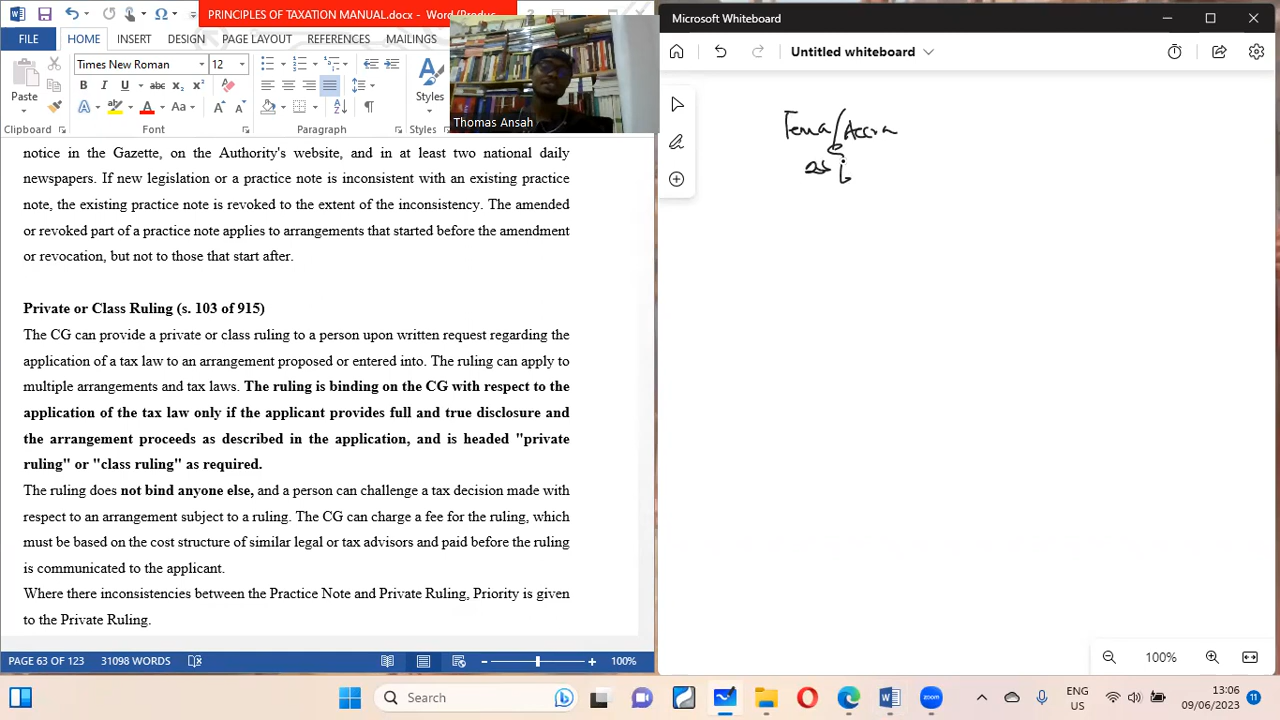 PRINCIPLES OF TAXATION MANUAL.docx - Word (Produc
FILE HOME INSERT DESIGN PAGE LAYOUT REFERENCES MAILINGS
Times New Roman 12
Paste
Styles
Clipboard Font Paragraph Styles
Thomas Ansah
notice in the Gazette, on the Authority's website, and in at least two national daily
newspapers. If new legislation or a practice note is inconsistent with an existing practice
note, the existing practice note is revoked to the extent of the inconsistency. The amended
or revoked part of a practice note applies to arrangements that started before the amendment
or revocation, but not to those that start after.
Private or Class Ruling (s. 103 of 915)
The CG can provide a private or class ruling to a person upon written request regarding the
application of a tax law to an arrangement proposed or entered into. The ruling can apply to
multiple arrangements and tax laws. The ruling is binding on the CG with respect to the
application of the tax law only if the applicant provides full and true disclosure and
the arrangement proceeds as described in the application, and is headed "private
ruling" or "class ruling" as required.
The ruling does not bind anyone else, and a person can challenge a tax decision made with
respect to an arrangement subject to a ruling. The CG can charge a fee for the ruling, which
must be based on the cost structure of similar legal or tax advisors and paid before the ruling
is communicated to the applicant.
Where there inconsistencies between the Practice Note and Private Ruling, Priority is given
to the Private Ruling.
PAGE 63 OF 123 31098 WORDS 100%
Microsoft Whiteboard
Untitled whiteboard
Tema/Accra
100%
Search
ENG
US
13:06
09/06/2023